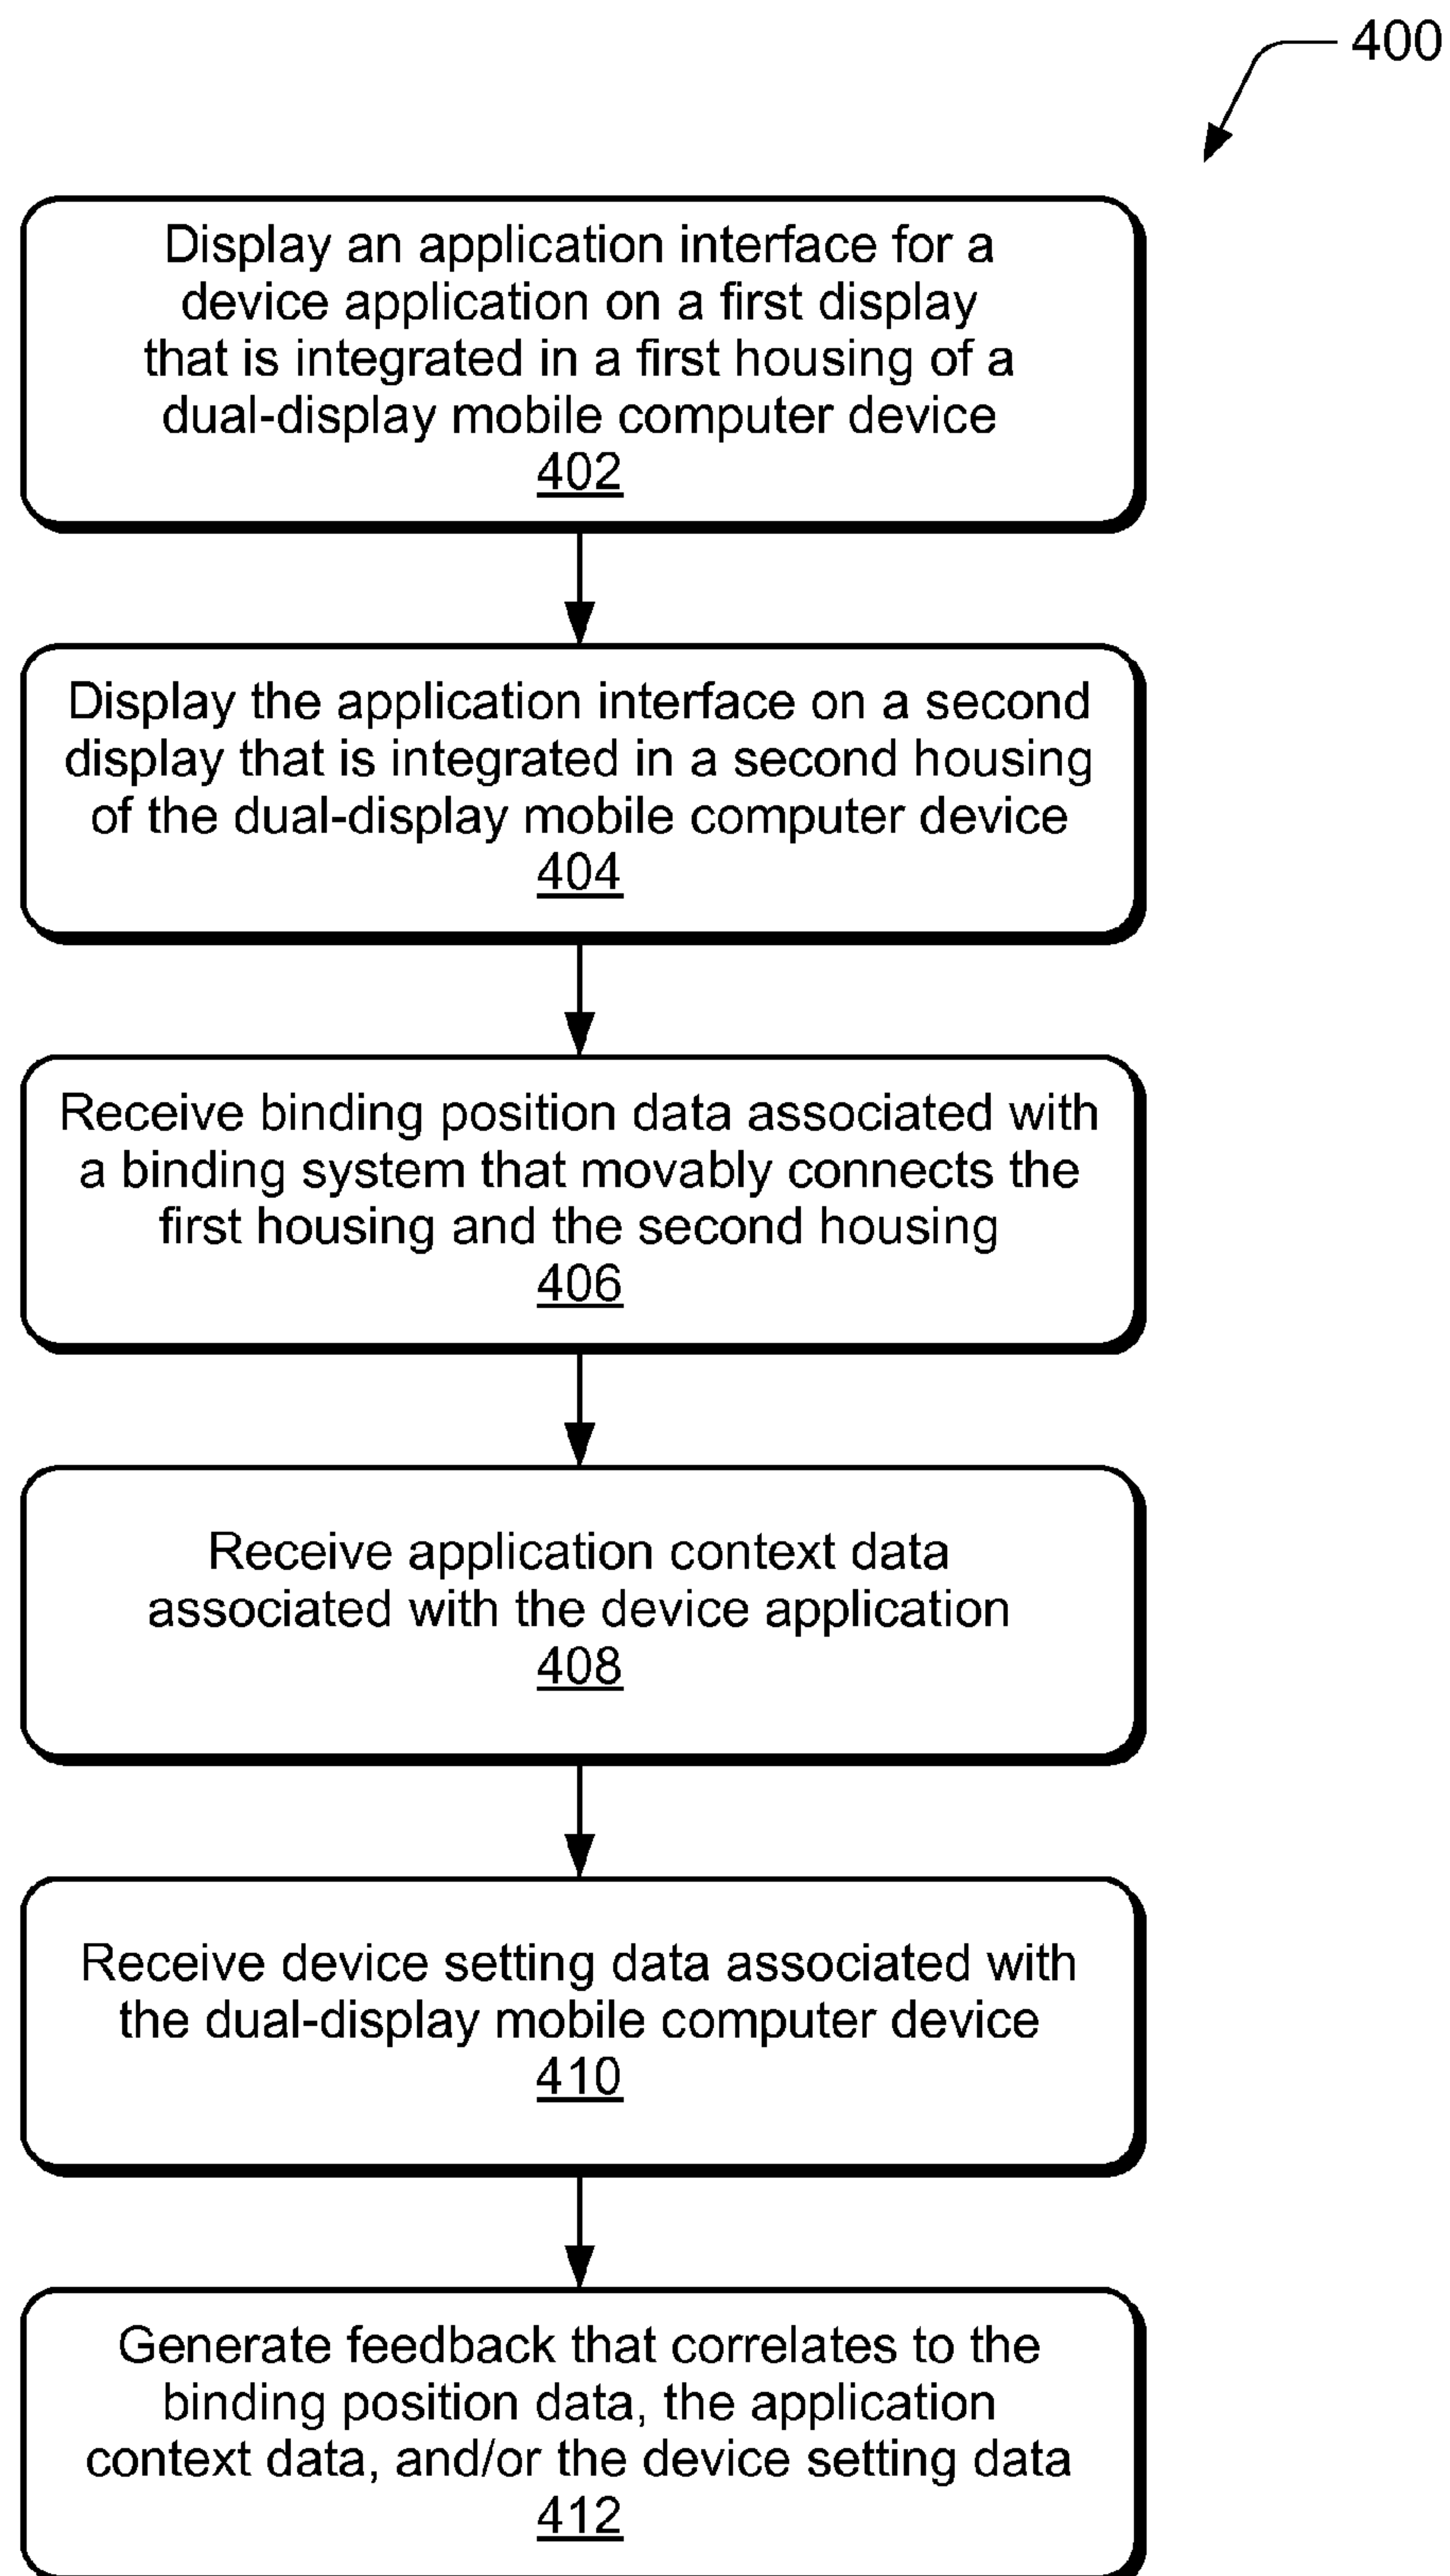 400
Display an application interface for a
device application on a first display
that is integrated in a first housing of a
dual-display mobile computer device
402
Display the application interface on a second
display that is integrated in a second housing
of the dual-display mobile computer device
404
Receive binding position data associated with
a binding system that movably connects the
first housing and the second housing
406
Receive application context data
associated with the device application
408
Receive device setting data associated with
the dual-display mobile computer device
410
Generate feedback that correlates to the
binding position data, the application
context data, and/or the device setting data
412